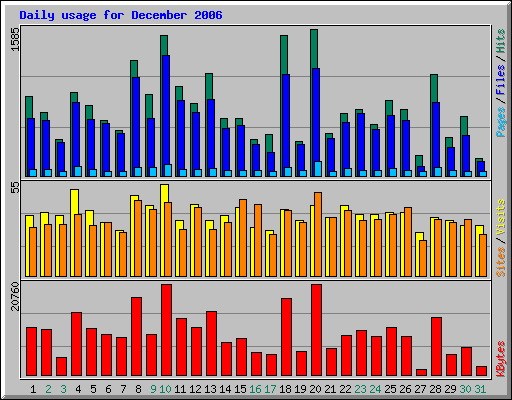 Daily usage for December 2006
1585
Pages / Files / Hits
55
Sites / Visits
20760
KBytes
1 2 3 4 5 6 7 8 9 10 11 12 13 14 15 16 17 18 19 20 21 22 23 24 25 26 27 28 29 30 31